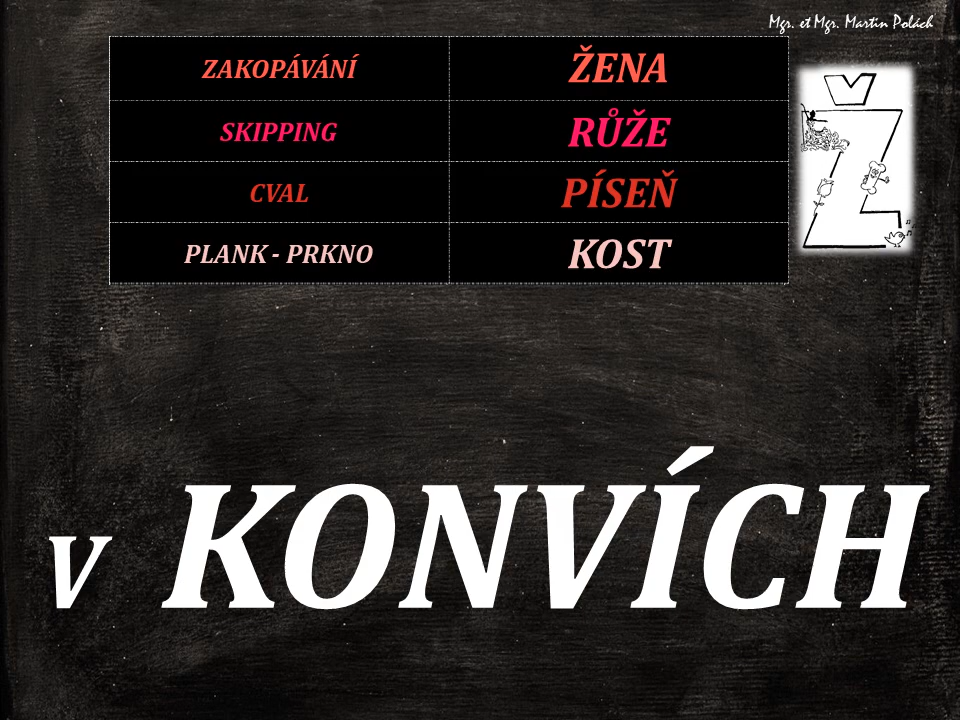 Mgr. et Mgr. Martin Polách
ZAKOPÁVÁNÍ ŽENA
SKIPPING RŮŽE
CVAL PÍSEŇ
PLANK - PRKNO KOST
Ž
v KONVÍCH